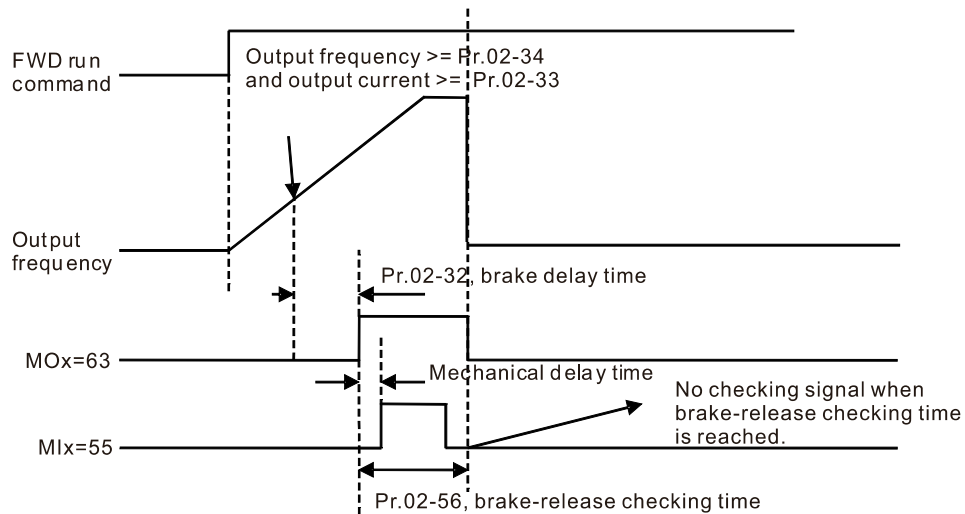 FWD run
command
Output frequency >= Pr.02-34
and output current >= Pr.02-33
Output
frequency
Pr.02-32, brake delay time
MOx=63
Mechanical delay time
No checking signal when
brake-release checking time
is reached.
MIx=55
Pr.02-56, brake-release checking time